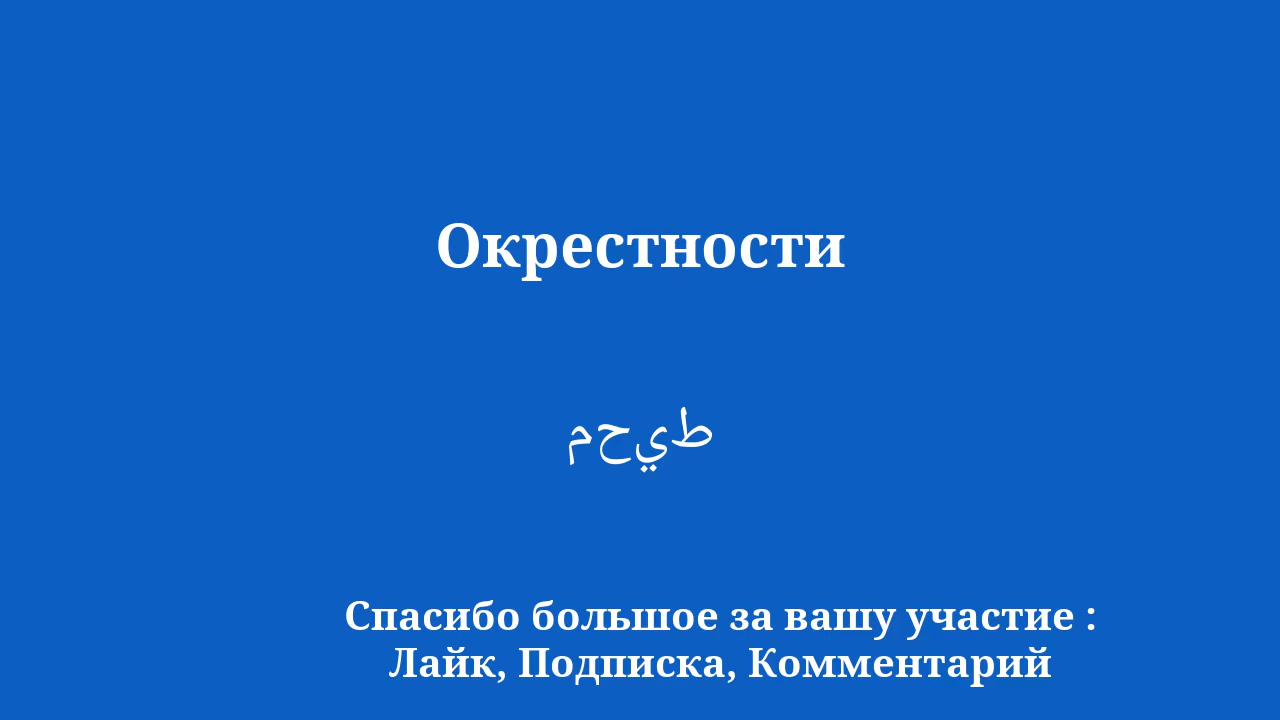 Окрестности
محيط
Спасибо большое за вашу участие :
Лайк, Подписка, Комментарий